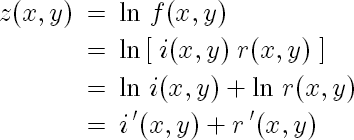 z(x, y) = ln f(x, y)
= ln [ i(x, y) r(x, y) ]
= ln i(x, y) + ln r(x, y)
= i ′(x, y) + r ′(x, y)